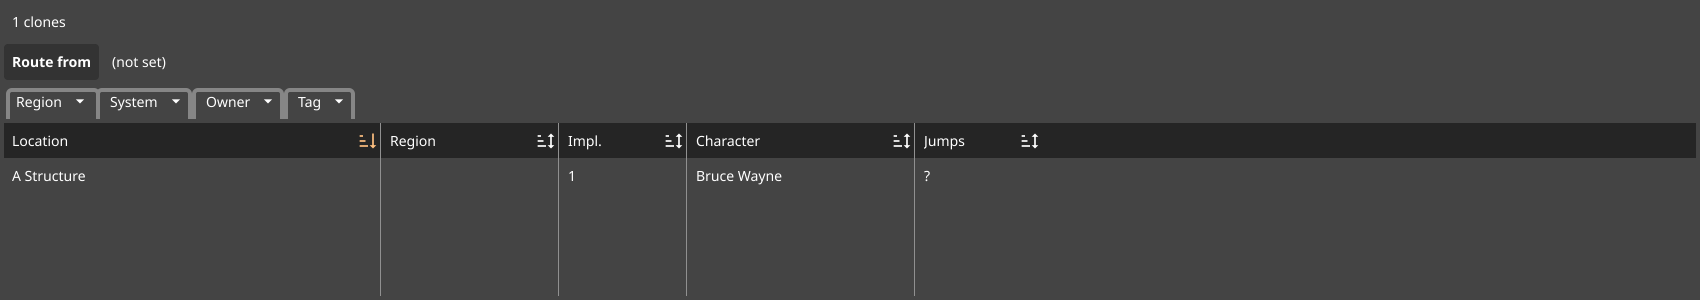 1 clones
Route from (not set)
Region System Owner Tag
Location Region Impl. Character Jumps
A Structure 1 Bruce Wayne ?